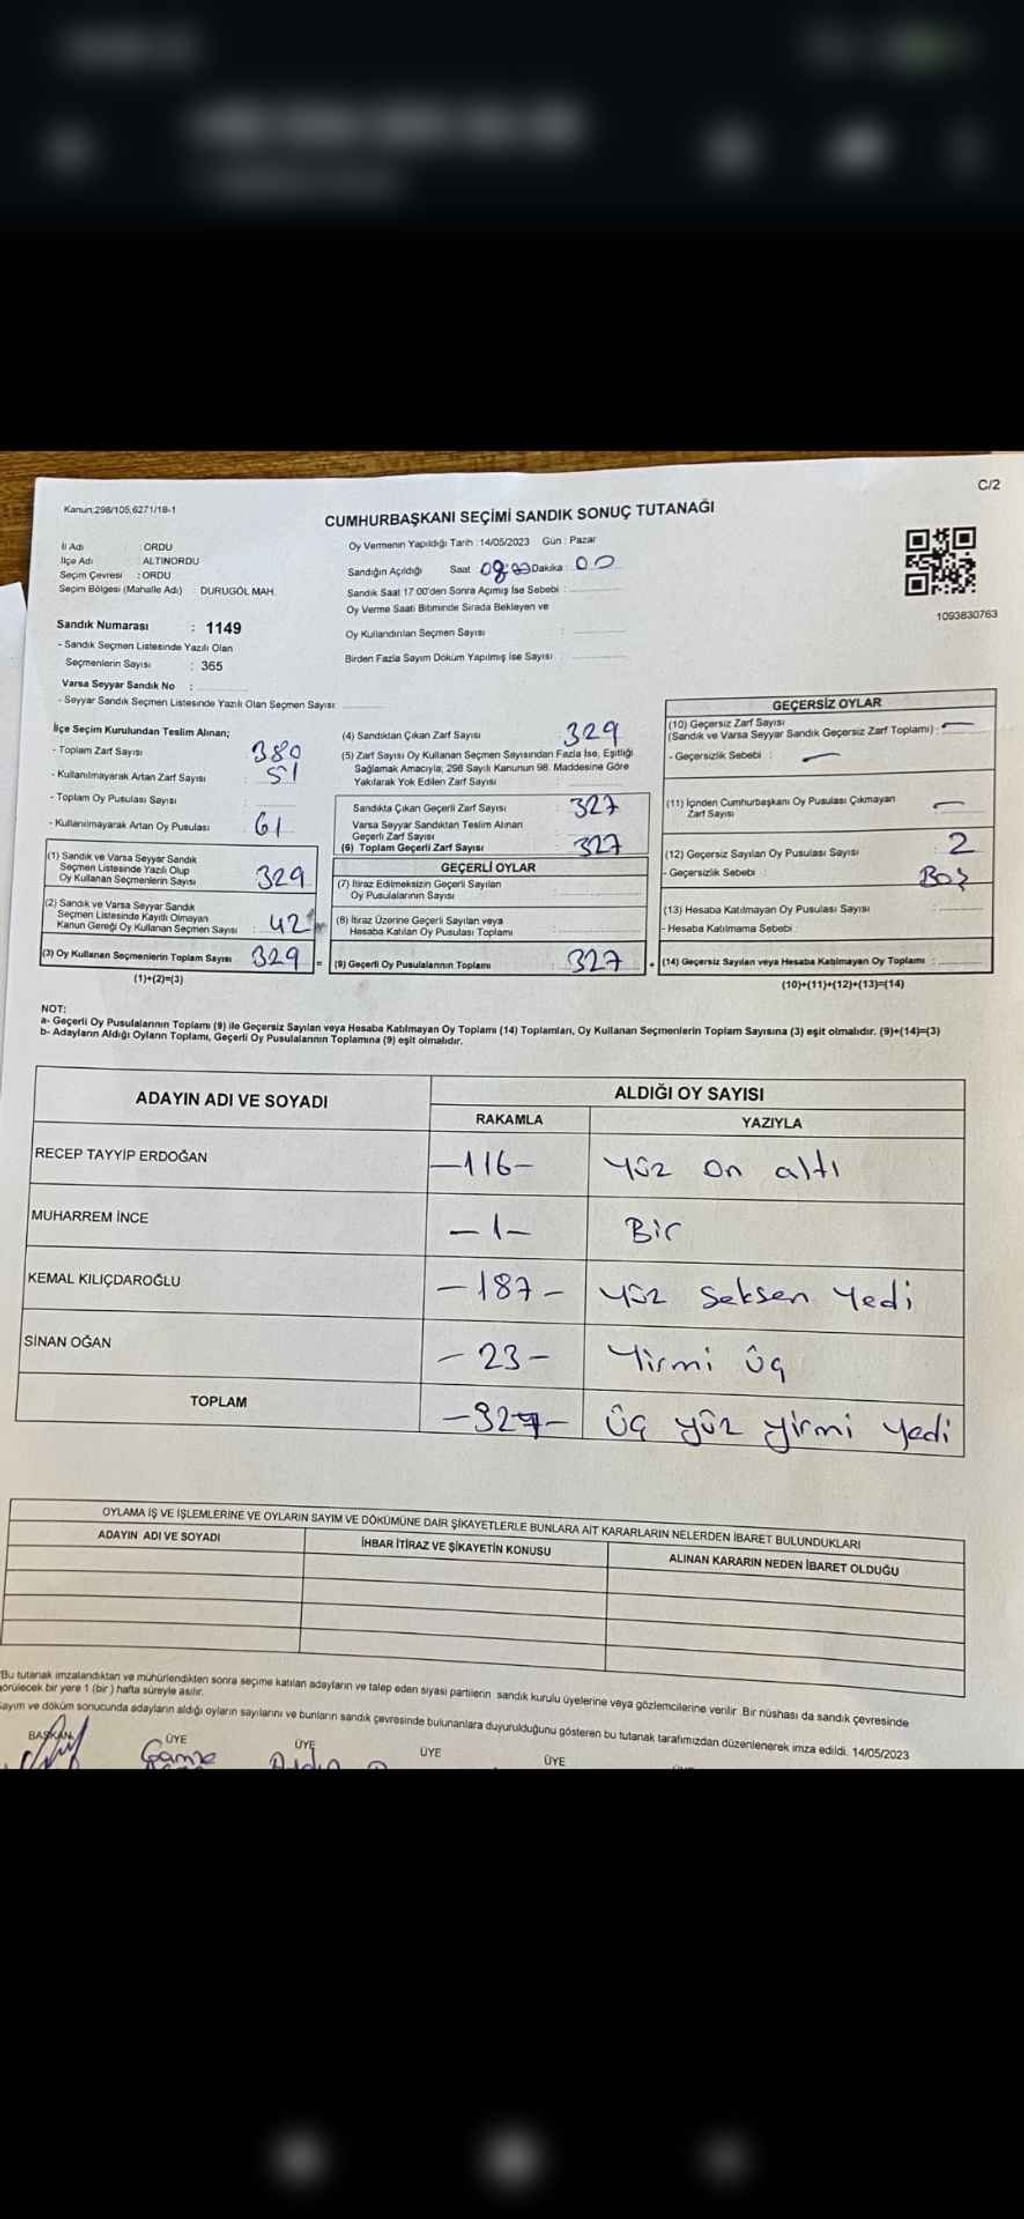 C/2
Kanun:298/105,6271/18-1
CUMHURBAŞKANI SEÇİMİ SANDIK SONUÇ TUTANAĞI
İl Adı : ORDU
İlçe Adı : ALTINORDU
Seçim Çevresi : ORDU
Seçim Bölgesi (Mahalle Adı) : DURUGÖL MAH.
Oy Vermenin Yapıldığı Tarih : 14/05/2023 Gün : Pazar
Sandığın Açıldığı Saat 08:00 Dakika 00
Sandık Saat 17.00'den Sonra Açımış İse Sebebi :
Oy Verme Saati Bitiminde Sırada Bekleyen ve
Oy Kullandırılan Seçmen Sayısı :
Birden Fazla Sayım Döküm Yapılmış İse Sayısı :
1093830763
Sandık Numarası : 1149
- Sandık Seçmen Listesinde Yazılı Olan
Seçmenlerin Sayısı : 365
Varsa Seyyar Sandık No :
- Seyyar Sandık Seçmen Listesinde Yazılı Olan Seçmen Sayısı:
İlçe Seçim Kurulundan Teslim Alınan;
- Toplam Zarf Sayısı : 380
- Kullanılmayarak Artan Zarf Sayısı : 51
- Toplam Oy Pusulası Sayısı :
- Kullanılmayarak Artan Oy Pusulası : 61
(1) Sandık ve Varsa Seyyar Sandık
Seçmen Listesinde Yazılı Olup
Oy Kullanan Seçmenlerin Sayısı : 329
(2) Sandık ve Varsa Seyyar Sandık
Seçmen Listesinde Kayıtlı Olmayan
Kanun Gereği Oy Kullanan Seçmen Sayısı : 42
(3) Oy Kullanan Seçmenlerin Toplam Sayısı 329 =
(1)+(2)=(3)
(4) Sandıktan Çıkan Zarf Sayısı 329
(5) Zarf Sayısı Oy Kullanan Seçmen Sayısından Fazla İse, Eşitliği
Sağlamak Amacıyla, 298 Sayılı Kanunun 98. Maddesine Göre
Yakılarak Yok Edilen Zarf Sayısı
Sandıkta Çıkan Geçerli Zarf Sayısı : 327
Varsa Seyyar Sandıktan Teslim Alınan
Geçerli Zarf Sayısı :
(6) Toplam Geçerli Zarf Sayısı : 327
GEÇERLİ OYLAR
(7) İtiraz Edilmeksizin Geçerli Sayılan
Oy Pusulalarının Sayısı :
(8) İtiraz Üzerine Geçerli Sayılan veya
Hesaba Katılan Oy Pusulası Toplamı :
(9) Geçerli Oy Pusulalarının Toplamı : 327 +
GEÇERSİZ OYLAR
(10) Geçersiz Zarf Sayısı
(Sandık ve Varsa Seyyar Sandık Geçersiz Zarf Toplamı) : —
- Geçersizlik Sebebi : —
(11) İçinden Cumhurbaşkanı Oy Pusulası Çıkmayan
Zarf Sayısı —
(12) Geçersiz Sayılan Oy Pusulası Sayısı : 2
- Geçersizlik Sebebi : Boş
(13) Hesaba Katılmayan Oy Pusulası Sayısı :
- Hesaba Katılmama Sebebi :
(14) Geçersiz Sayılan veya Hesaba Katılmayan Oy Toplamı :
(10)+(11)+(12)+(13)=(14)
NOT:
a- Geçerli Oy Pusulalarının Toplamı (9) ile Geçersiz Sayılan veya Hesaba Katılmayan Oy Toplamı (14) Toplamları, Oy Kullanan Seçmenlerin Toplam Sayısına (3) eşit olmalıdır. (9)+(14)=(3)
b- Adayların Aldığı Oyların Toplamı, Geçerli Oy Pusulalarının Toplamına (9) eşit olmalıdır.
ADAYIN ADI VE SOYADI
ALDIĞI OY SAYISI
RAKAMLA YAZIYLA
RECEP TAYYİP ERDOĞAN -116- Yüz on altı
MUHARREM İNCE -1- Bir
KEMAL KILIÇDAROĞLU -187- Yüz Seksen Yedi
SİNAN OĞAN -23- Yirmi üç
TOPLAM -327- Üç yüz yirmi yedi
OYLAMA İŞ VE İŞLEMLERİNE VE OYLARIN SAYIM VE DÖKÜMÜNE DAİR ŞİKAYETLERLE BUNLARA AİT KARARLARIN NELERDEN İBARET BULUNDUKLARI
ADAYIN ADI VE SOYADI İHBAR İTİRAZ VE ŞİKAYETİN KONUSU ALINAN KARARIN NEDEN İBARET OLDUĞU
Bu tutanak imzalandıktan ve mühürlendikten sonra seçime katılan adayların ve talep eden siyasi partilerin sandık kurulu üyelerine veya gözlemcilerine verilir. Bir nüshası da sandık çevresinde
görülecek bir yere 1 (bir) hafta süreyle asılır.
Sayım ve döküm sonucunda adayların aldığı oyların sayılarını ve bunların sandık çevresinde bulunanlara duyurulduğunu gösteren bu tutanak tarafımızdan düzenlenerek imza edildi. 14/05/2023
BAŞKAN ÜYE ÜYE ÜYE ÜYE
Gamze